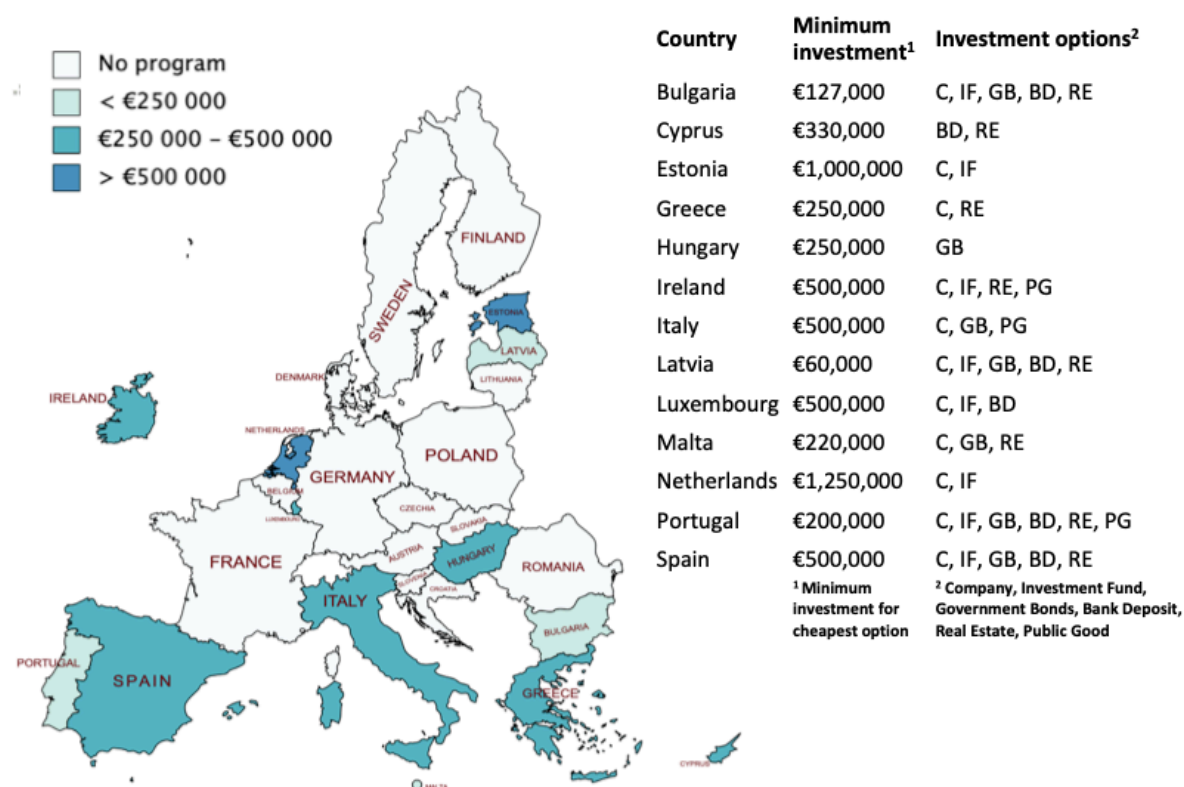 No program
< €250 000
€250 000 – €500 000
> €500 000
FINLAND
SWEDEN
ESTONIA
LATVIA
LITHUANIA
DENMARK
IRELAND
NETHERLANDS
POLAND
GERMANY
BELGIUM
LUXEMBOURG
CZECHIA
SLOVAKIA
AUSTRIA
HUNGARY
FRANCE
ROMANIA
SLOVENIA
CROATIA
ITALY
BULGARIA
PORTUGAL
SPAIN
GREECE
CYPRUS
MALTA
Country Minimum investment¹ Investment options²
Bulgaria €127,000 C, IF, GB, BD, RE
Cyprus €330,000 BD, RE
Estonia €1,000,000 C, IF
Greece €250,000 C, RE
Hungary €250,000 GB
Ireland €500,000 C, IF, RE, PG
Italy €500,000 C, GB, PG
Latvia €60,000 C, IF, GB, BD, RE
Luxembourg €500,000 C, IF, BD
Malta €220,000 C, GB, RE
Netherlands €1,250,000 C, IF
Portugal €200,000 C, IF, GB, BD, RE, PG
Spain €500,000 C, IF, GB, BD, RE
¹ Minimum
investment for
cheapest option
² Company, Investment Fund,
Government Bonds, Bank Deposit,
Real Estate, Public Good